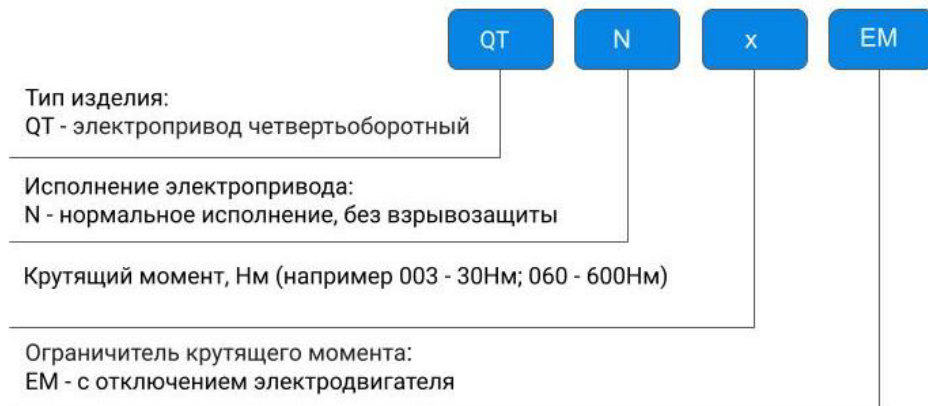 QT N x EM
Тип изделия:
QT - электропривод четвертьоборотный
Исполнение электропривода:
N - нормальное исполнение, без взрывозащиты
Крутящий момент, Нм (например 003 - 30Нм; 060 - 600Нм)
Ограничитель крутящего момента:
EM - с отключением электродвигателя